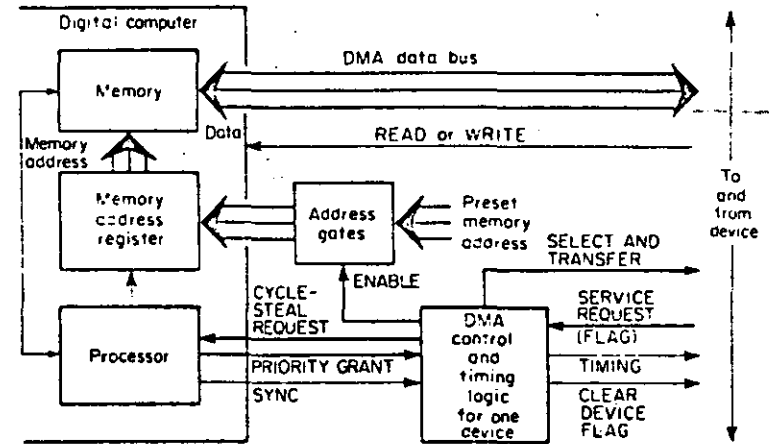 Digital computer
DMA data bus
Memory
Data
READ or WRITE
Memory
address
Memory
address
register
Address
gates
Preset
memory
address
To
and
from
device
SELECT AND
TRANSFER
ENABLE
CYCLE-
STEAL
REQUEST
SERVICE
REQUEST
(FLAG)
Processor
DMA
control
and
timing
logic
for one
device
PRIORITY GRANT
TIMING
SYNC
CLEAR
DEVICE
FLAG